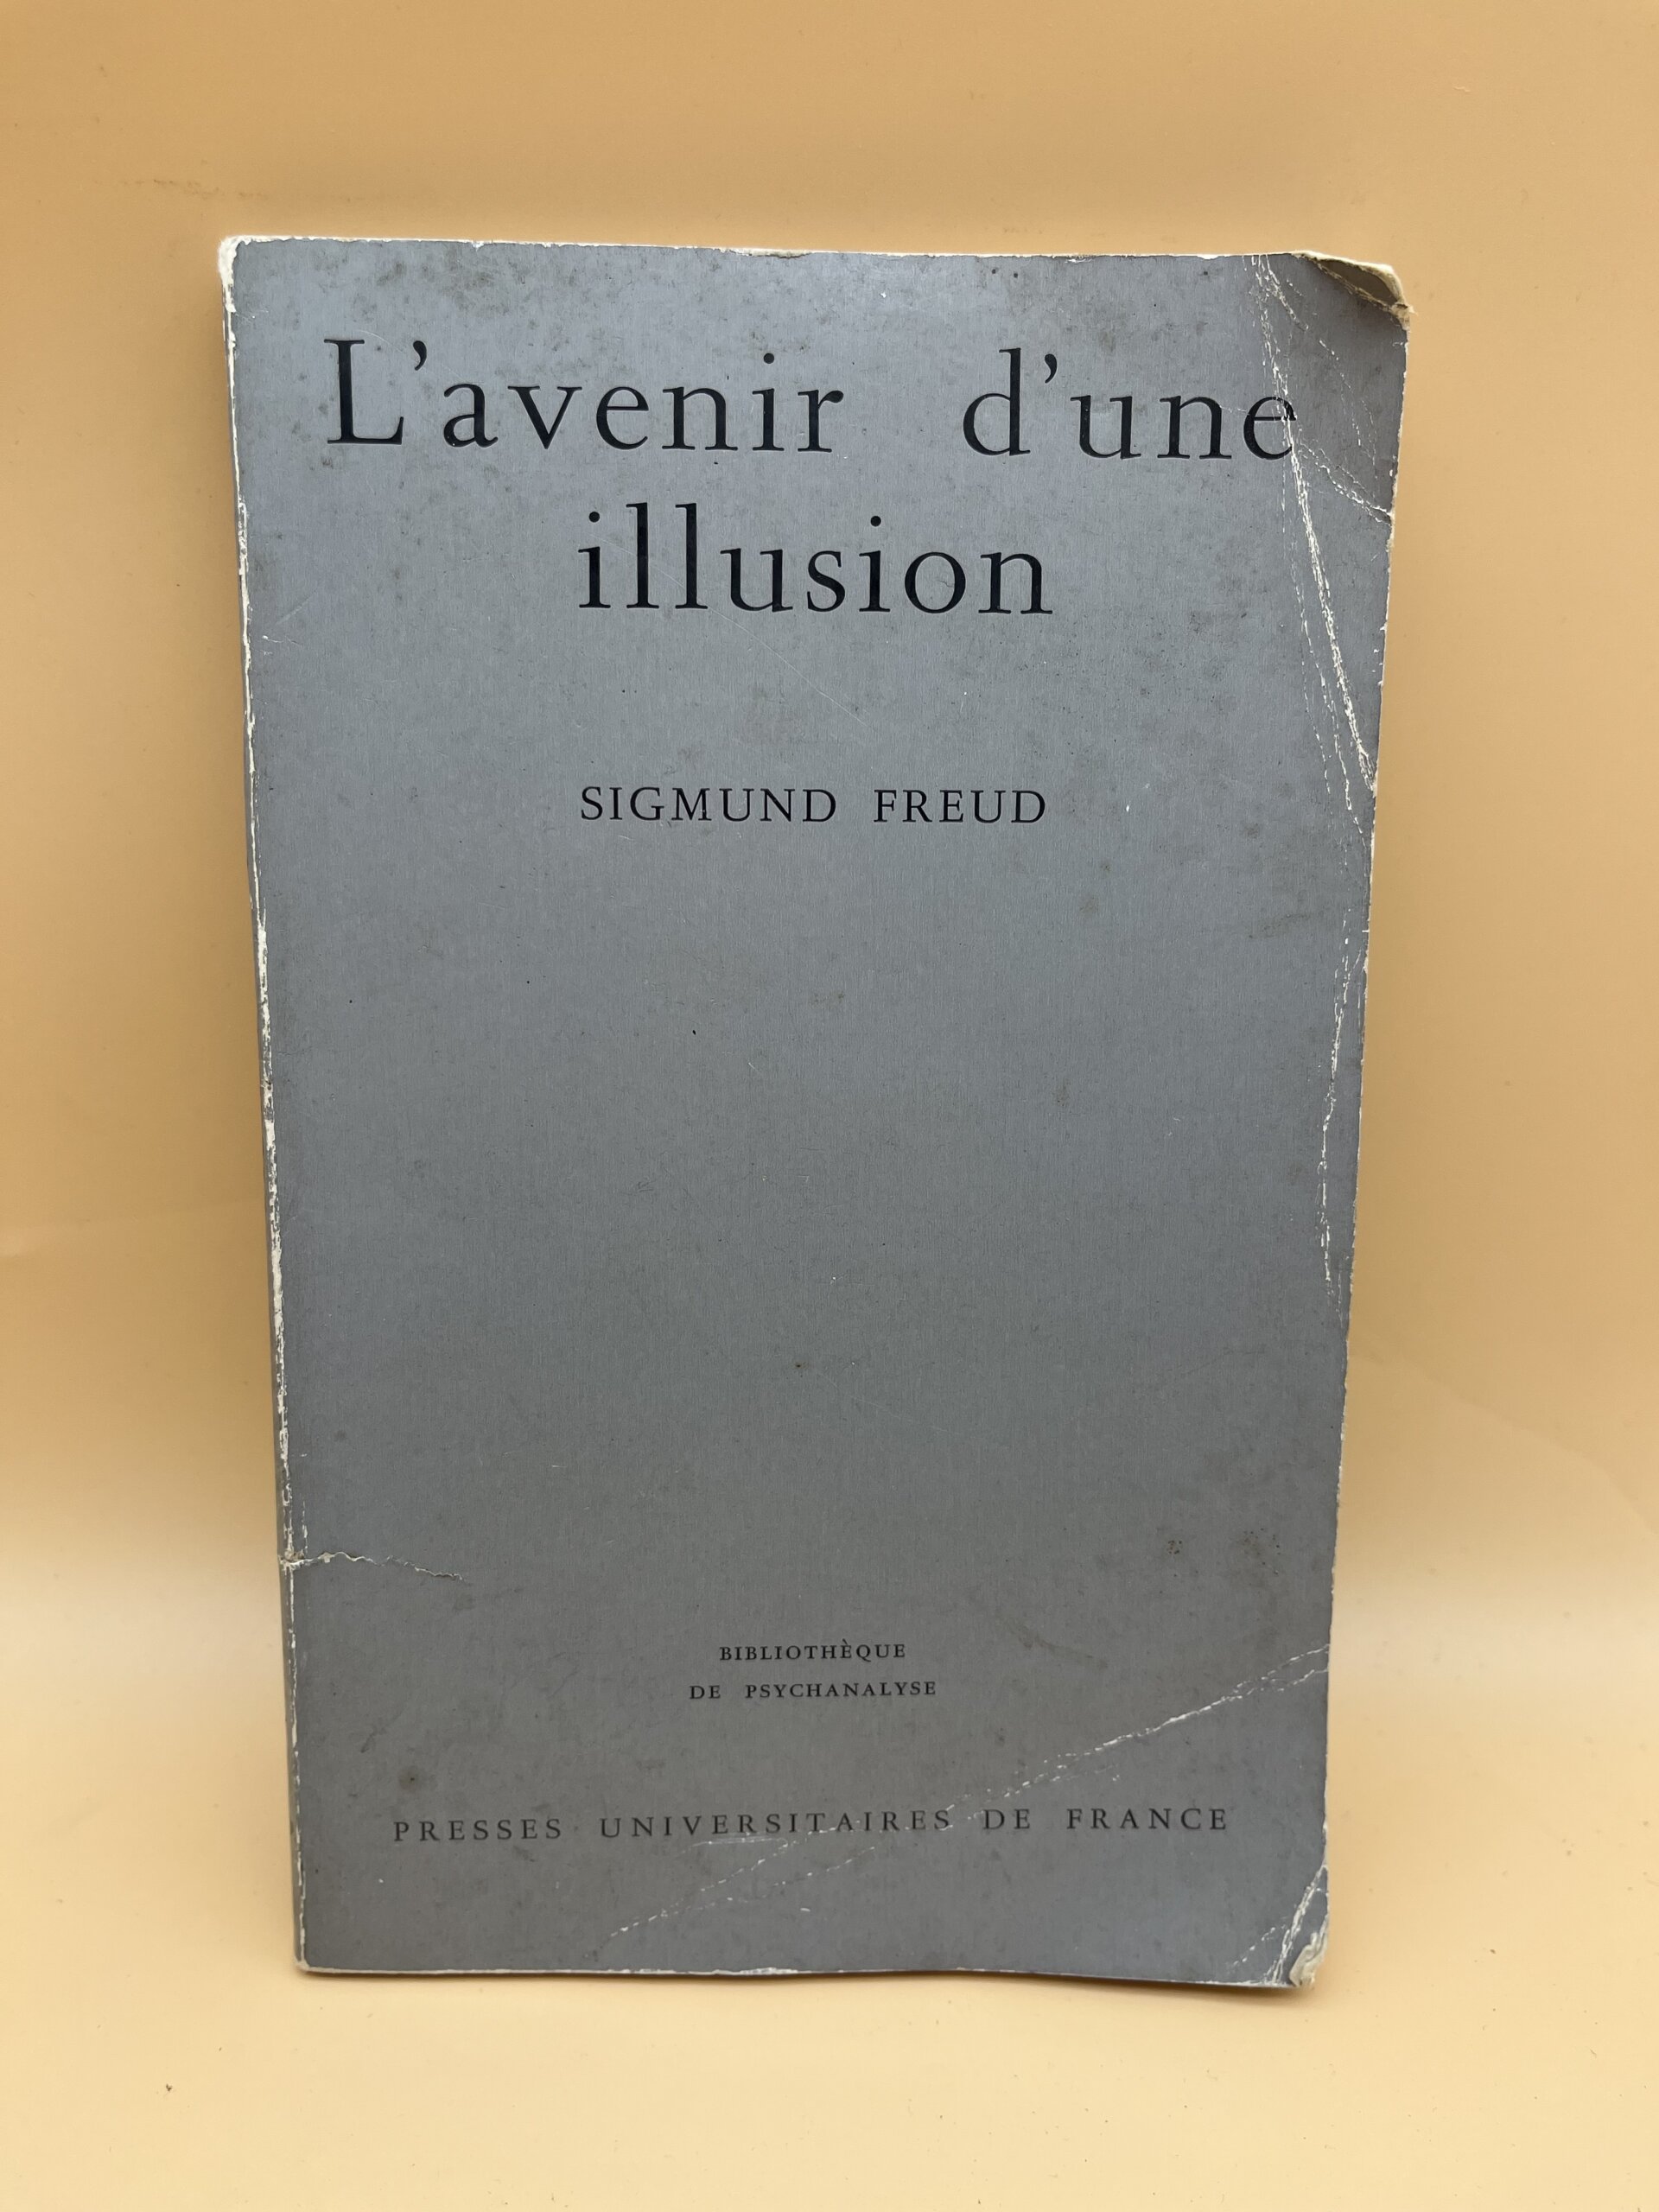 L'avenir d'une
illusion
SIGMUND FREUD
BIBLIOTHÈQUE
DE PSYCHANALYSE
PRESSES UNIVERSITAIRES DE FRANCE